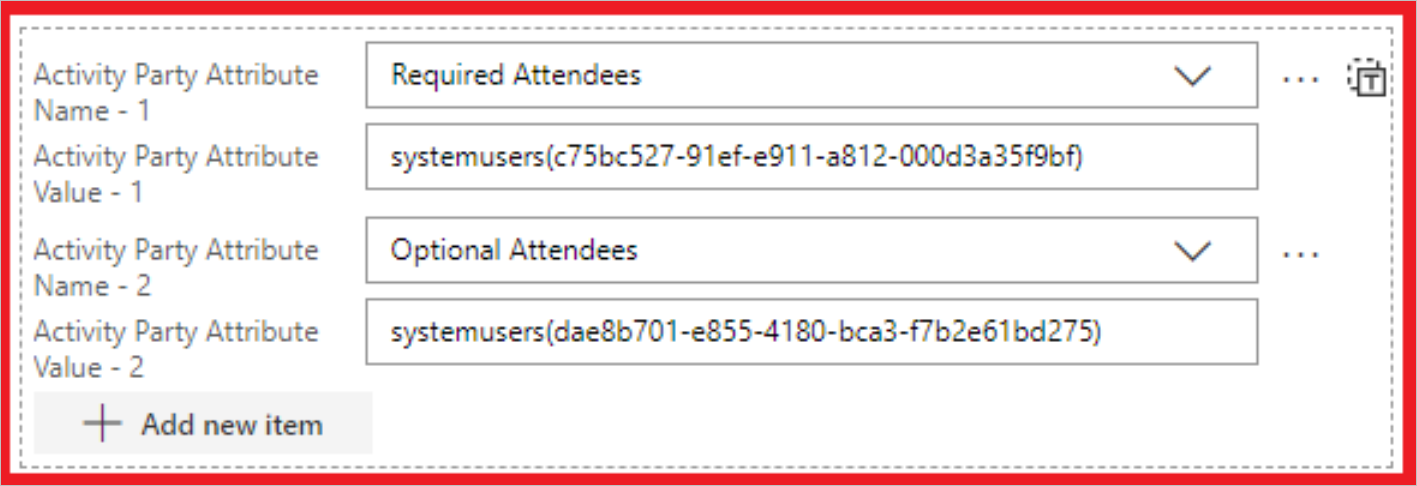 Activity Party Attribute
Name - 1
Required Attendees
Activity Party Attribute
Value - 1
systemusers(c75bc527-91ef-e911-a812-000d3a35f9bf)
Activity Party Attribute
Name - 2
Optional Attendees
Activity Party Attribute
Value - 2
systemusers(dae8b701-e855-4180-bca3-f7b2e61bd275)
Add new item